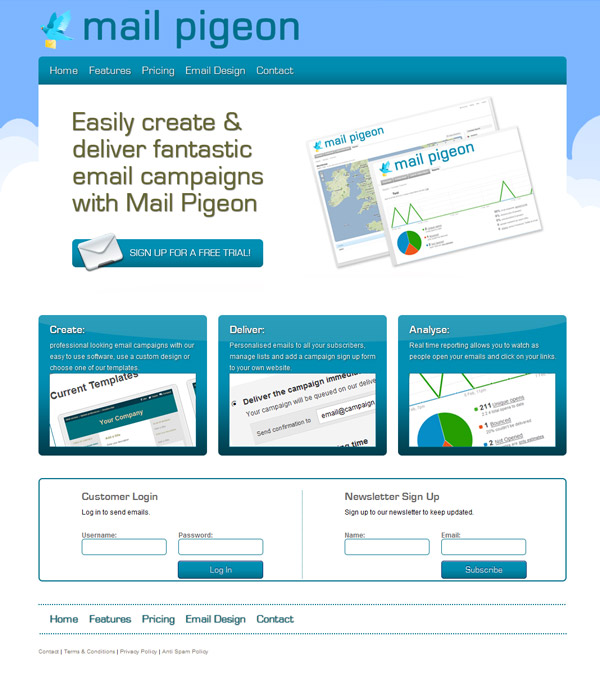 mail pigeon
Home Features Pricing Email Design Contact
Easily create &
deliver fantastic
email campaigns
with Mail Pigeon
SIGN UP FOR A FREE TRIAL!
mail pigeon
mail pigeon
Create:
professional looking email campaigns with our
easy to use software, use a custom design or
choose one of our templates.
Current Templates
Your Company
Deliver:
Personalised emails to all your subscribers,
manage lists and add a campaign sign up form
to your own website.
Deliver the campaign immed
Your campaign will be queued on our delive
Send confirmation to email@campaign
time
Analyse:
Real time reporting allows you to watch as
people open your emails and click on your links.
211 Unique opens
1 Bounced
2 Not Opened
Customer Login
Log in to send emails.
Username: Password:
Log In
Newsletter Sign Up
Sign up to our newsletter to keep updated.
Name: Email:
Subscribe
Home Features Pricing Email Design Contact
Contact | Terms & Conditions | Privacy Policy | Anti Spam Policy